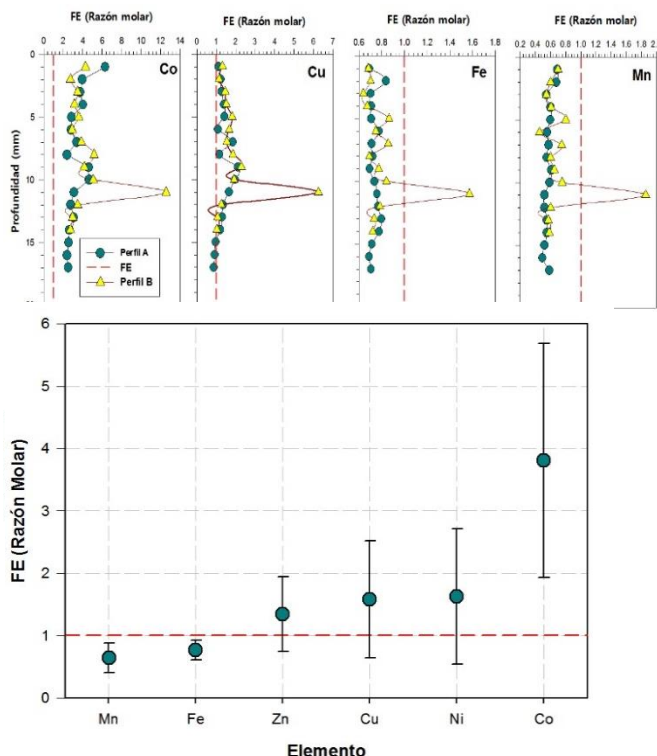 FE (Razón molar)
FE (Razón molar)
FE (Razón molar)
FE (Razón molar)
0 2 4 6 8 10 12 14
0 1 2 3 4 5 6 7
0.6 0.8 1.0 1.2 1.4 1.6 1.8
0.4 0.6 0.8 1.0 1.2 1.4 1.6 1.8 2.0
Co
Cu
Fe
Mn
Profundidad (mm)
0
5
10
15
Perfil A
FE
Perfil B
FE (Razón Molar)
6
5
4
3
2
1
0
Mn Fe Zn Cu Ni Co
Elemento